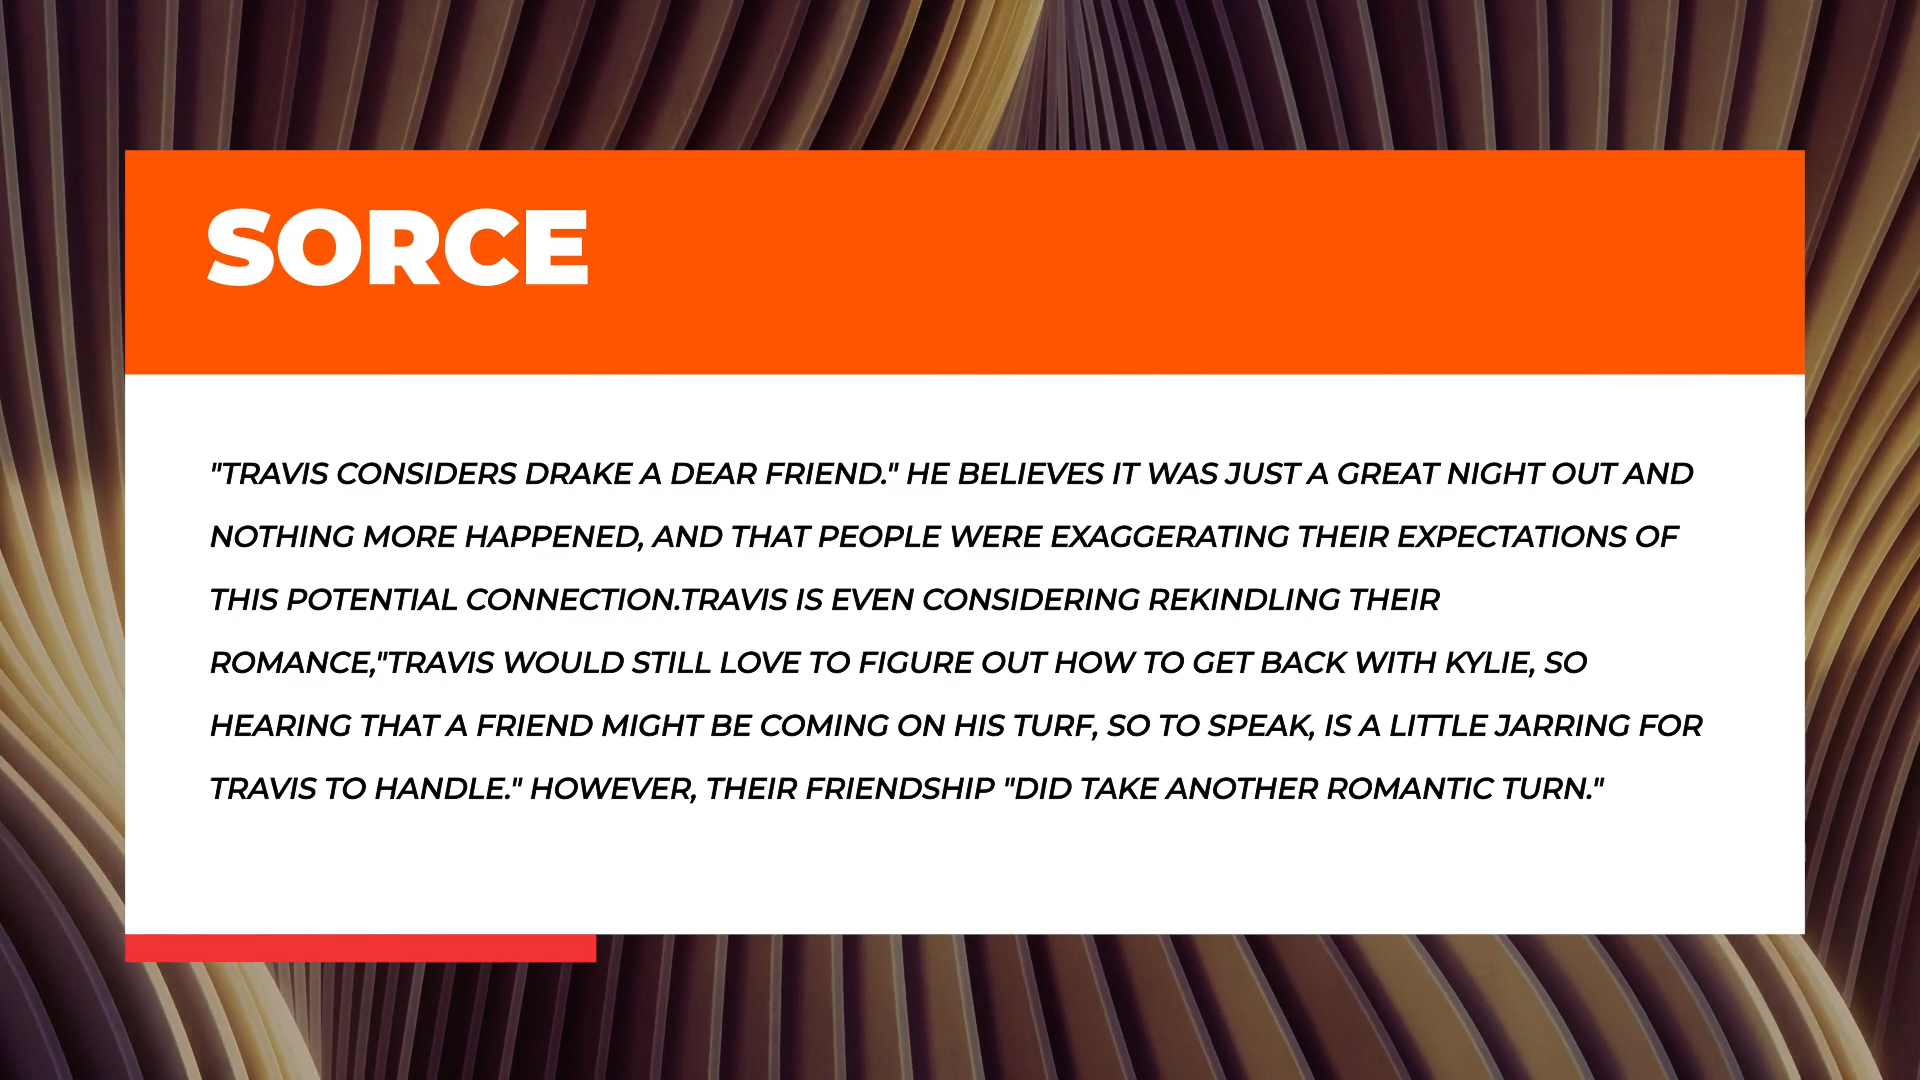 SORCE
"TRAVIS CONSIDERS DRAKE A DEAR FRIEND." HE BELIEVES IT WAS JUST A GREAT NIGHT OUT AND
NOTHING MORE HAPPENED, AND THAT PEOPLE WERE EXAGGERATING THEIR EXPECTATIONS OF
THIS POTENTIAL CONNECTION.TRAVIS IS EVEN CONSIDERING REKINDLING THEIR
ROMANCE,"TRAVIS WOULD STILL LOVE TO FIGURE OUT HOW TO GET BACK WITH KYLIE, SO
HEARING THAT A FRIEND MIGHT BE COMING ON HIS TURF, SO TO SPEAK, IS A LITTLE JARRING FOR
TRAVIS TO HANDLE." HOWEVER, THEIR FRIENDSHIP "DID TAKE ANOTHER ROMANTIC TURN."